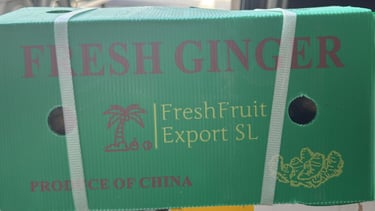 FRESH GINGER
FreshFruit
Export SL
PRODUCE OF CHINA